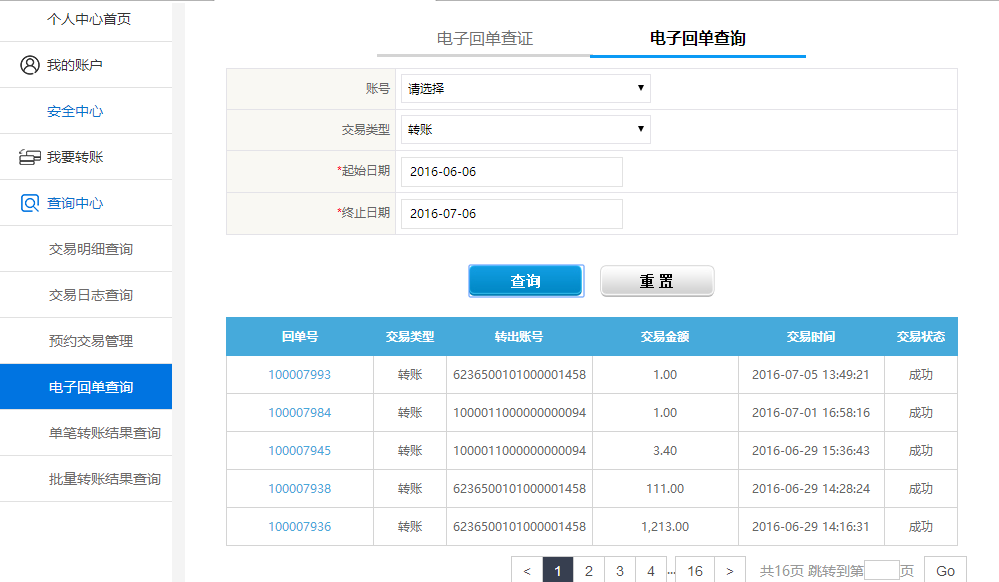 个人中心首页
我的账户
安全中心
我要转账
查询中心
交易明细查询
交易日志查询
预约交易管理
电子回单查询
单笔转账结果查询
批量转账结果查询
电子回单查证 电子回单查询
账号 请选择
交易类型 转账
*起始日期 2016-06-06
*终止日期 2016-07-06
查询 重 置
回单号 交易类型 转出账号 交易金额 交易时间 交易状态
100007993 转账 6236500101000001458 1.00 2016-07-05 13:49:21 成功
100007984 转账 1000011000000000094 1.00 2016-07-01 16:58:16 成功
100007945 转账 1000011000000000094 3.40 2016-06-29 15:36:43 成功
100007938 转账 6236500101000001458 111.00 2016-06-29 14:28:24 成功
100007936 转账 6236500101000001458 1,213.00 2016-06-29 14:16:31 成功
< 1 2 3 4 ... 16 > 共16页 跳转到第 页 Go